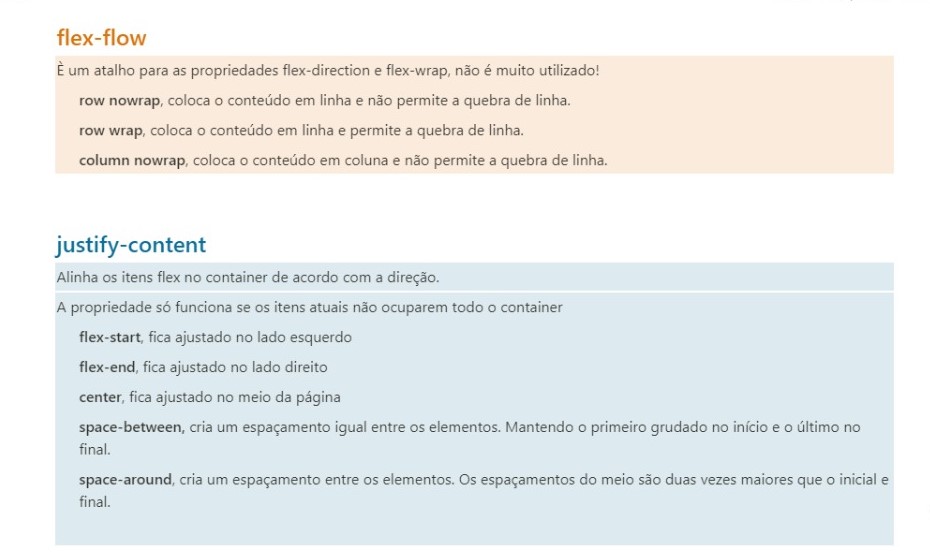 flex-flow
È um atalho para as propriedades flex-direction e flex-wrap, não é muito utilizado!
row nowrap, coloca o conteúdo em linha e não permite a quebra de linha.
row wrap, coloca o conteúdo em linha e permite a quebra de linha.
column nowrap, coloca o conteúdo em coluna e não permite a quebra de linha.
justify-content
Alinha os itens flex no container de acordo com a direção.
A propriedade só funciona se os itens atuais não ocuparem todo o container
flex-start, fica ajustado no lado esquerdo
flex-end, fica ajustado no lado direito
center, fica ajustado no meio da página
space-between, cria um espaçamento igual entre os elementos. Mantendo o primeiro grudado no início e o último no
final.
space-around, cria um espaçamento entre os elementos. Os espaçamentos do meio são duas vezes maiores que o inicial e
final.